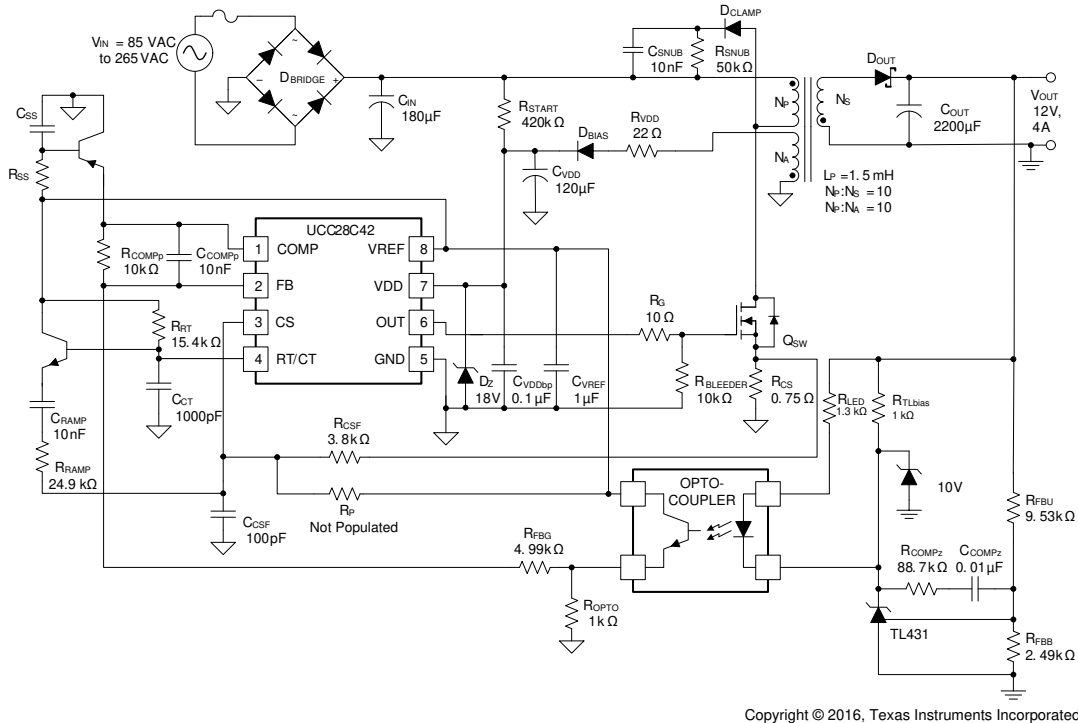 VIN = 85 VAC
to 265 VAC
~
~
−
+
DBRIDGE
CIN
180µF
CSNUB
10nF
RSNUB
50kΩ
DCLAMP
NP
NS
NA
DOUT
COUT
2200µF
VOUT
12V,
4A
LP =1.5 mH
NP:NS = 10
NP:NA = 10
RSTART
420kΩ
DBIAS
RVDD
22Ω
CVDD
120µF
CSS
RSS
RCOMPp
10kΩ
CCOMPp
10nF
UCC28C42
1
COMP
VREF
8
2
FB
VDD
7
3
CS
OUT
6
4
RT/CT
GND
5
RRT
15.4kΩ
CCT
1000pF
CRAMP
10nF
RRAMP
24.9 kΩ
DZ
18V
CVDDbp
0.1µF
CVREF
1µF
RG
10Ω
RBLEEDER
10kΩ
QSW
RCS
0.75Ω
RLED
1.3 kΩ
RTLbias
1 kΩ
RCSF
3.8kΩ
RP
Not Populated
CCSF
100pF
OPTO-
COUPLER
10V
RFBU
9.53kΩ
RFBG
4.99kΩ
ROPTO
1kΩ
RCOMPz
88.7kΩ
CCOMPz
0.01µF
TL431
RFBB
2.49kΩ
Copyright © 2016, Texas Instruments Incorporated